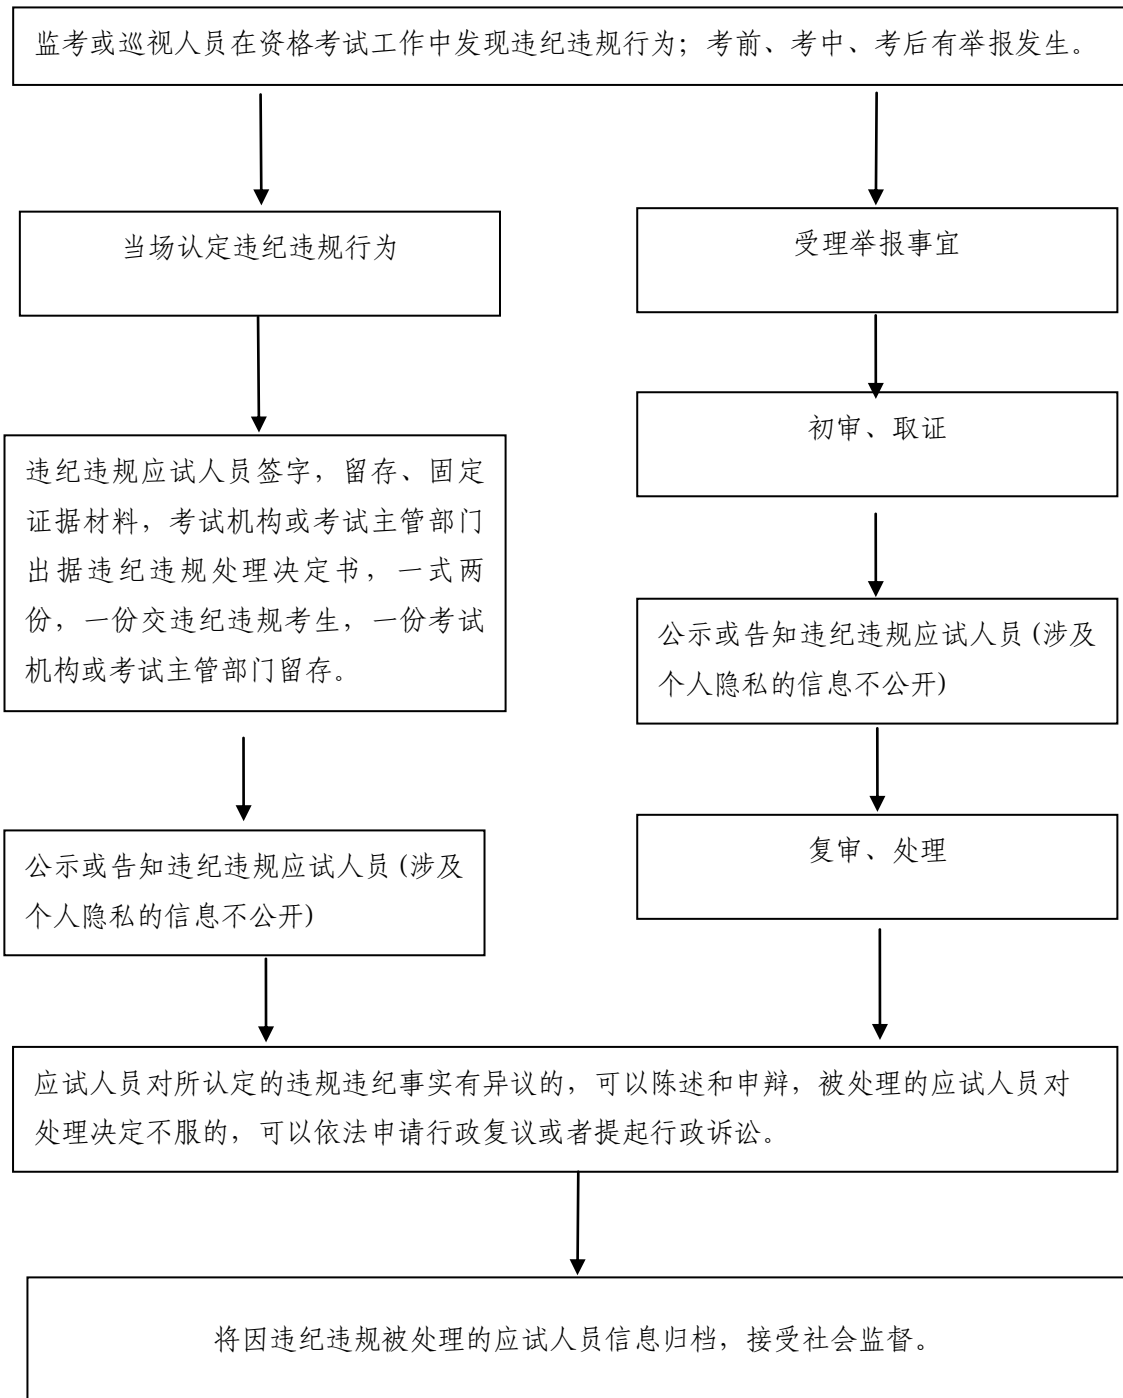 监考或巡视人员在资格考试工作中发现违纪违规行为；考前、考中、考后有举报发生。
当场认定违纪违规行为
受理举报事宜
初审、取证
违纪违规应试人员签字，留存、固定
证据材料，考试机构或考试主管部门
出据违纪违规处理决定书，一式两
份，一份交违纪违规考生，一份考试
机构或考试主管部门留存。
公示或告知违纪违规应试人员(涉及
个人隐私的信息不公开)
复审、处理
公示或告知违纪违规应试人员(涉及
个人隐私的信息不公开)
应试人员对所认定的违规违纪事实有异议的，可以陈述和申辩，被处理的应试人员对
处理决定不服的，可以依法申请行政复议或者提起行政诉讼。
将因违纪违规被处理的应试人员信息归档，接受社会监督。